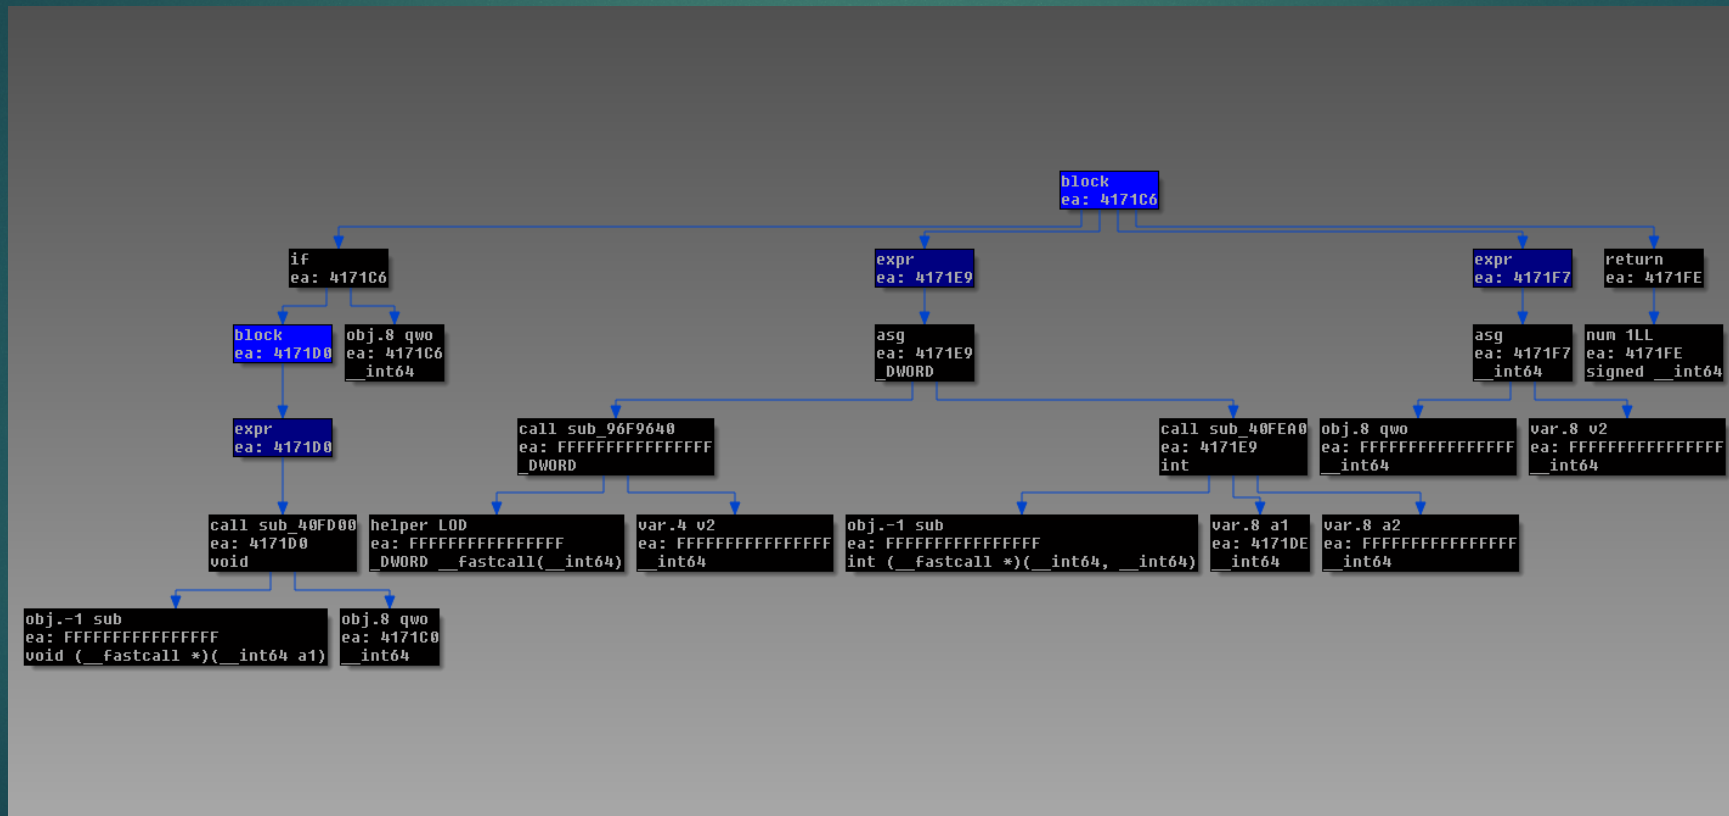 block
ea: 4171C6
if
ea: 4171C6
expr
ea: 4171E9
expr
ea: 4171F7
return
ea: 4171FE
block
ea: 4171D0
obj.8 qwo
ea: 4171C6
__int64
asg
ea: 4171E9
_DWORD
asg
ea: 4171F7
__int64
num 1LL
ea: 4171FE
signed __int64
expr
ea: 4171D0
call sub_96F9640
ea: FFFFFFFFFFFFFFFF
_DWORD
call sub_40FEA0
ea: 4171E9
int
obj.8 qwo
ea: FFFFFFFFFFFFFFFF
__int64
var.8 v2
ea: FFFFFFFFFFFFFFFF
__int64
call sub_40FD00
ea: 4171D0
void
helper LOD
ea: FFFFFFFFFFFFFFFF
_DWORD __fastcall(__int64)
var.4 v2
ea: FFFFFFFFFFFFFFFF
__int64
obj.-1 sub
ea: FFFFFFFFFFFFFFFF
int (__fastcall *)(__int64, __int64)
var.8 a1
ea: 4171DE
__int64
var.8 a2
ea: FFFFFFFFFFFFFFFF
__int64
obj.-1 sub
ea: FFFFFFFFFFFFFFFF
void (__fastcall *)(__int64 a1)
obj.8 qwo
ea: 4171C0
__int64